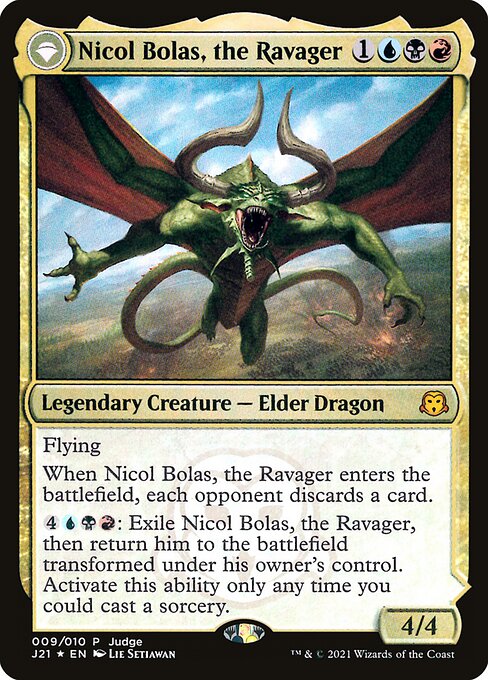 Nicol Bolas, the Ravager 1
Legendary Creature — Elder Dragon
Flying
When Nicol Bolas, the Ravager enters the
battlefield, each opponent discards a card.
4: Exile Nicol Bolas, the Ravager,
then return him to the battlefield
transformed under his owner's control.
Activate this ability only any time you
could cast a sorcery.
4/4
009/010 P Judge
J21 ★ EN Lie Setiawan
™ & © 2021 Wizards of the Coast